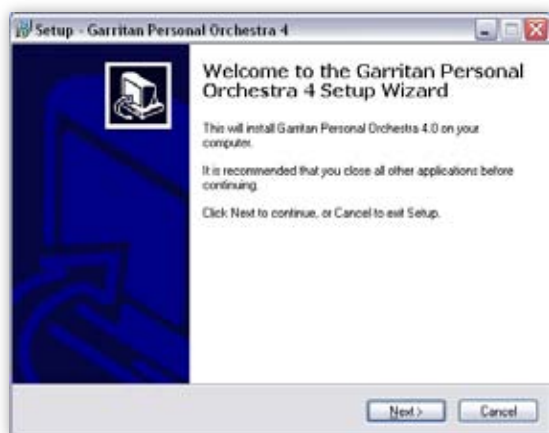 Setup - Garritan Personal Orchestra 4
Welcome to the Garritan Personal
Orchestra 4 Setup Wizard
This will install Garritan Personal Orchestra 4.0 on your
computer.
It is recommended that you close all other applications before
continuing.
Click Next to continue, or Cancel to exit Setup.
Next >
Cancel